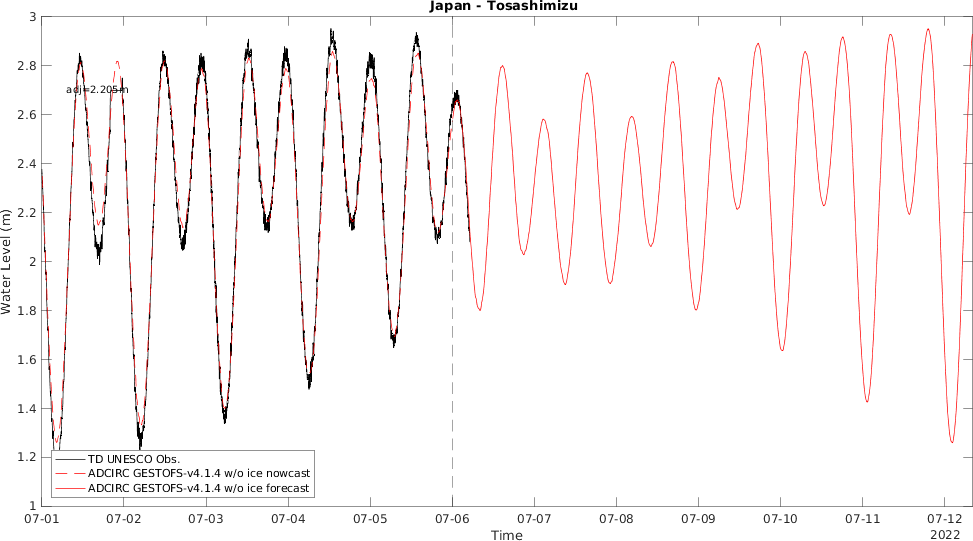 Japan - Tosashimizu
3
2.8
2.6
2.4
2.2
2
1.8
1.6
1.4
1.2
1
Water Level (m)
adj=2.205m
TD UNESCO Obs.
ADCIRC GESTOFS-v4.1.4 w/o ice nowcast
ADCIRC GESTOFS-v4.1.4 w/o ice forecast
07-01 07-02 07-03 07-04 07-05 07-06 07-07 07-08 07-09 07-10 07-11 07-12
Time
2022